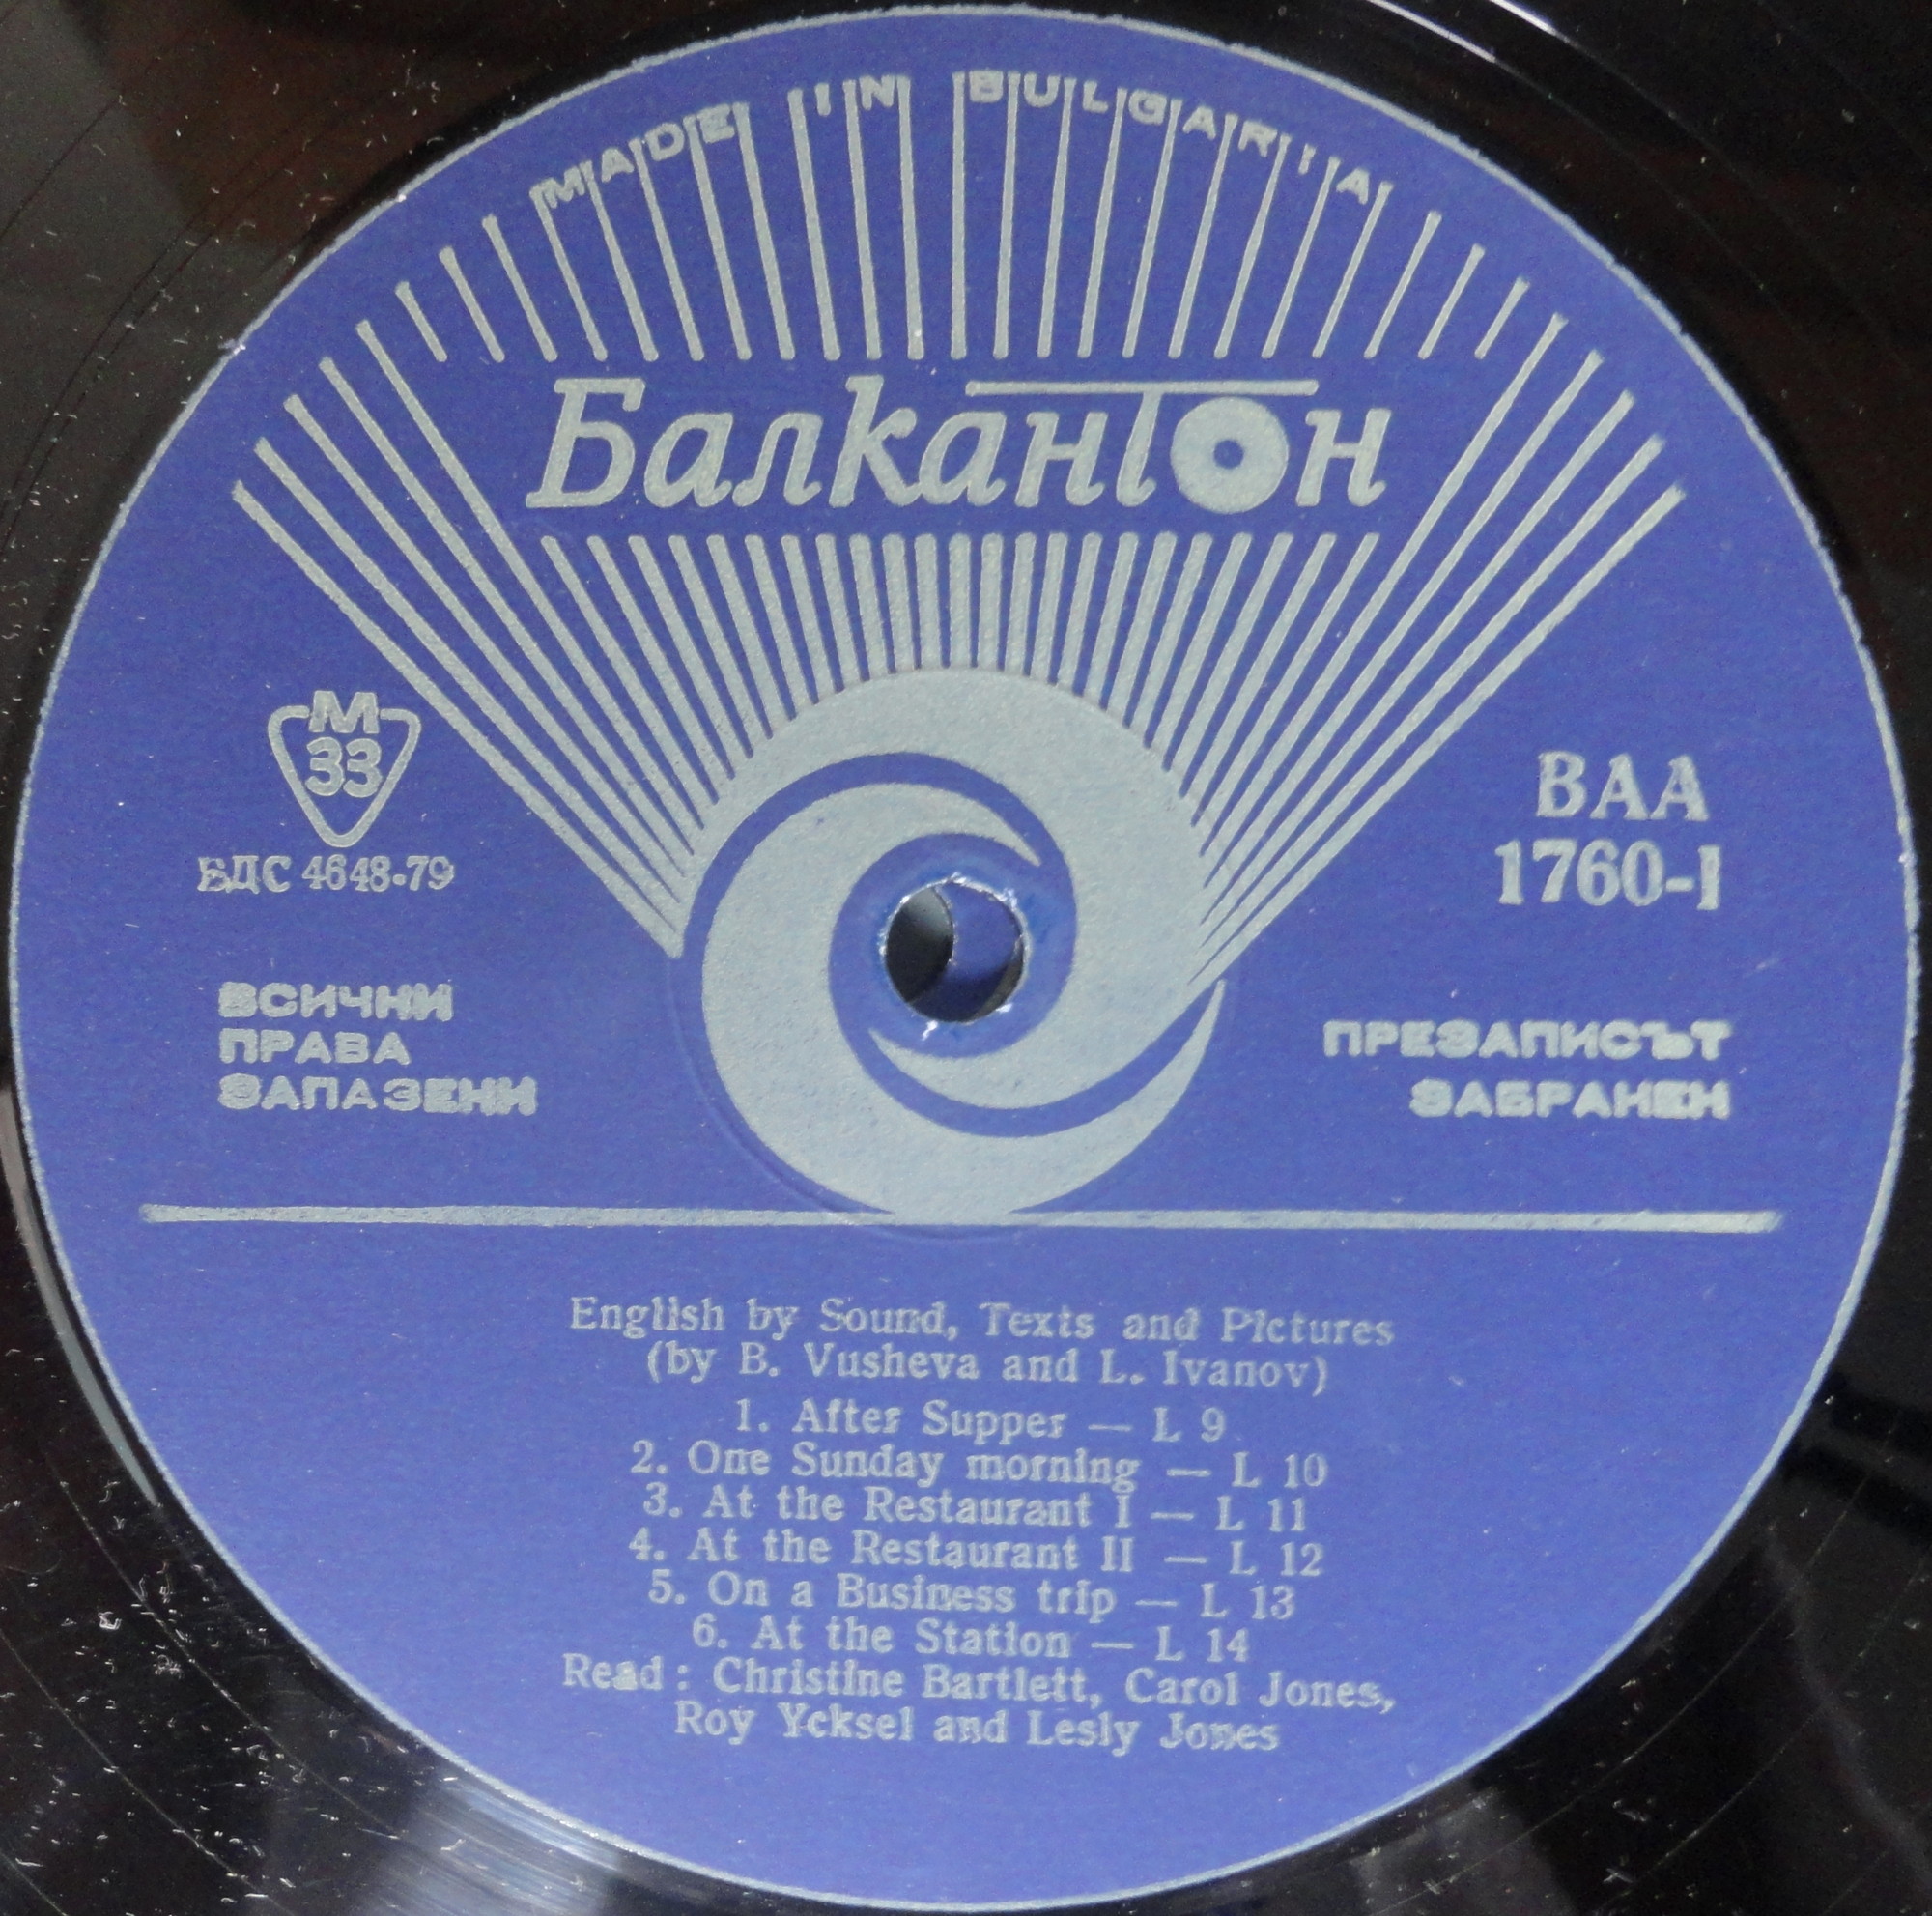 MADE IN BULGARIA
Балкантон
М
33
БДС 4648-79
ВАА
1760-I
ВСИЧНИ
ПРАВА
ЗАПАЗЕНИ
ПРЕЗАПИСЪТ
ЗАБРАНЕН
English by Sound, Texts and Pictures
(by B. Vusheva and L. Ivanov)
1. After Supper — L 9
2. One Sunday morning — L 10
3. At the Restaurant I — L 11
4. At the Restaurant II — L 12
5. On a Business trip — L 13
6. At the Station — L 14
Read : Christine Bartlett, Carol Jones,
Roy Ycksel and Lesly Jones